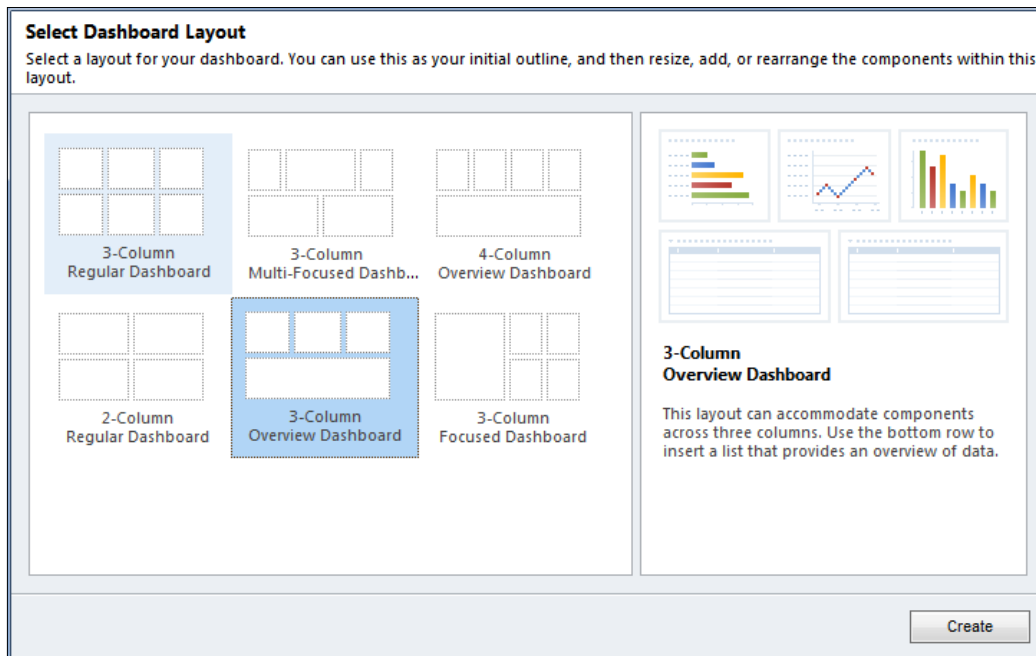 Select Dashboard Layout
Select a layout for your dashboard. You can use this as your initial outline, and then resize, add, or rearrange the components within this
layout.
3-Column
Regular Dashboard
3-Column
Multi-Focused Dashb...
4-Column
Overview Dashboard
2-Column
Regular Dashboard
3-Column
Overview Dashboard
3-Column
Focused Dashboard
3-Column
Overview Dashboard
This layout can accommodate components
across three columns. Use the bottom row to
insert a list that provides an overview of data.
Create